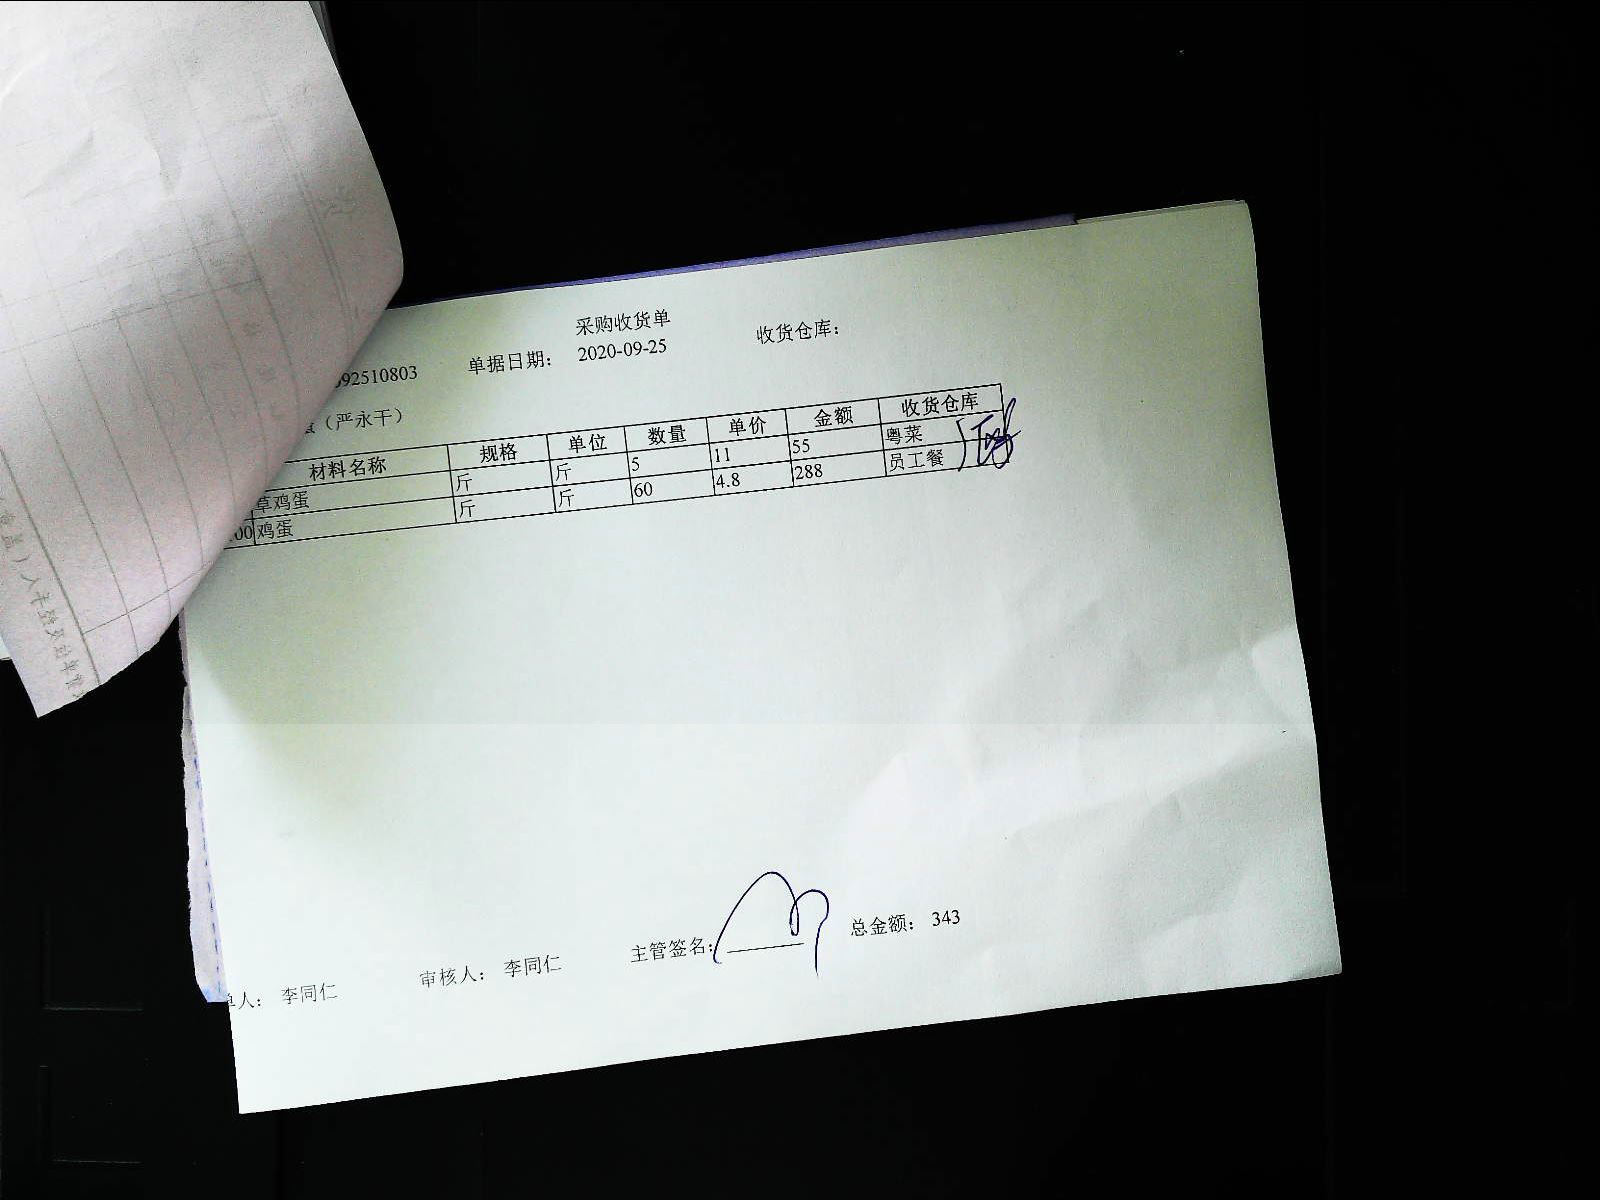 采购收货单
92510803 单据日期： 2020-09-25 收货仓库：
（严永干）
材料名称 规格 单位 数量 单价 金额 收货仓库
草鸡蛋 斤 斤 5 11 55 粤菜
00 鸡蛋 斤 斤 60 4.8 288 员工餐
单人： 李同仁 审核人： 李同仁 主管签名： 总金额： 343